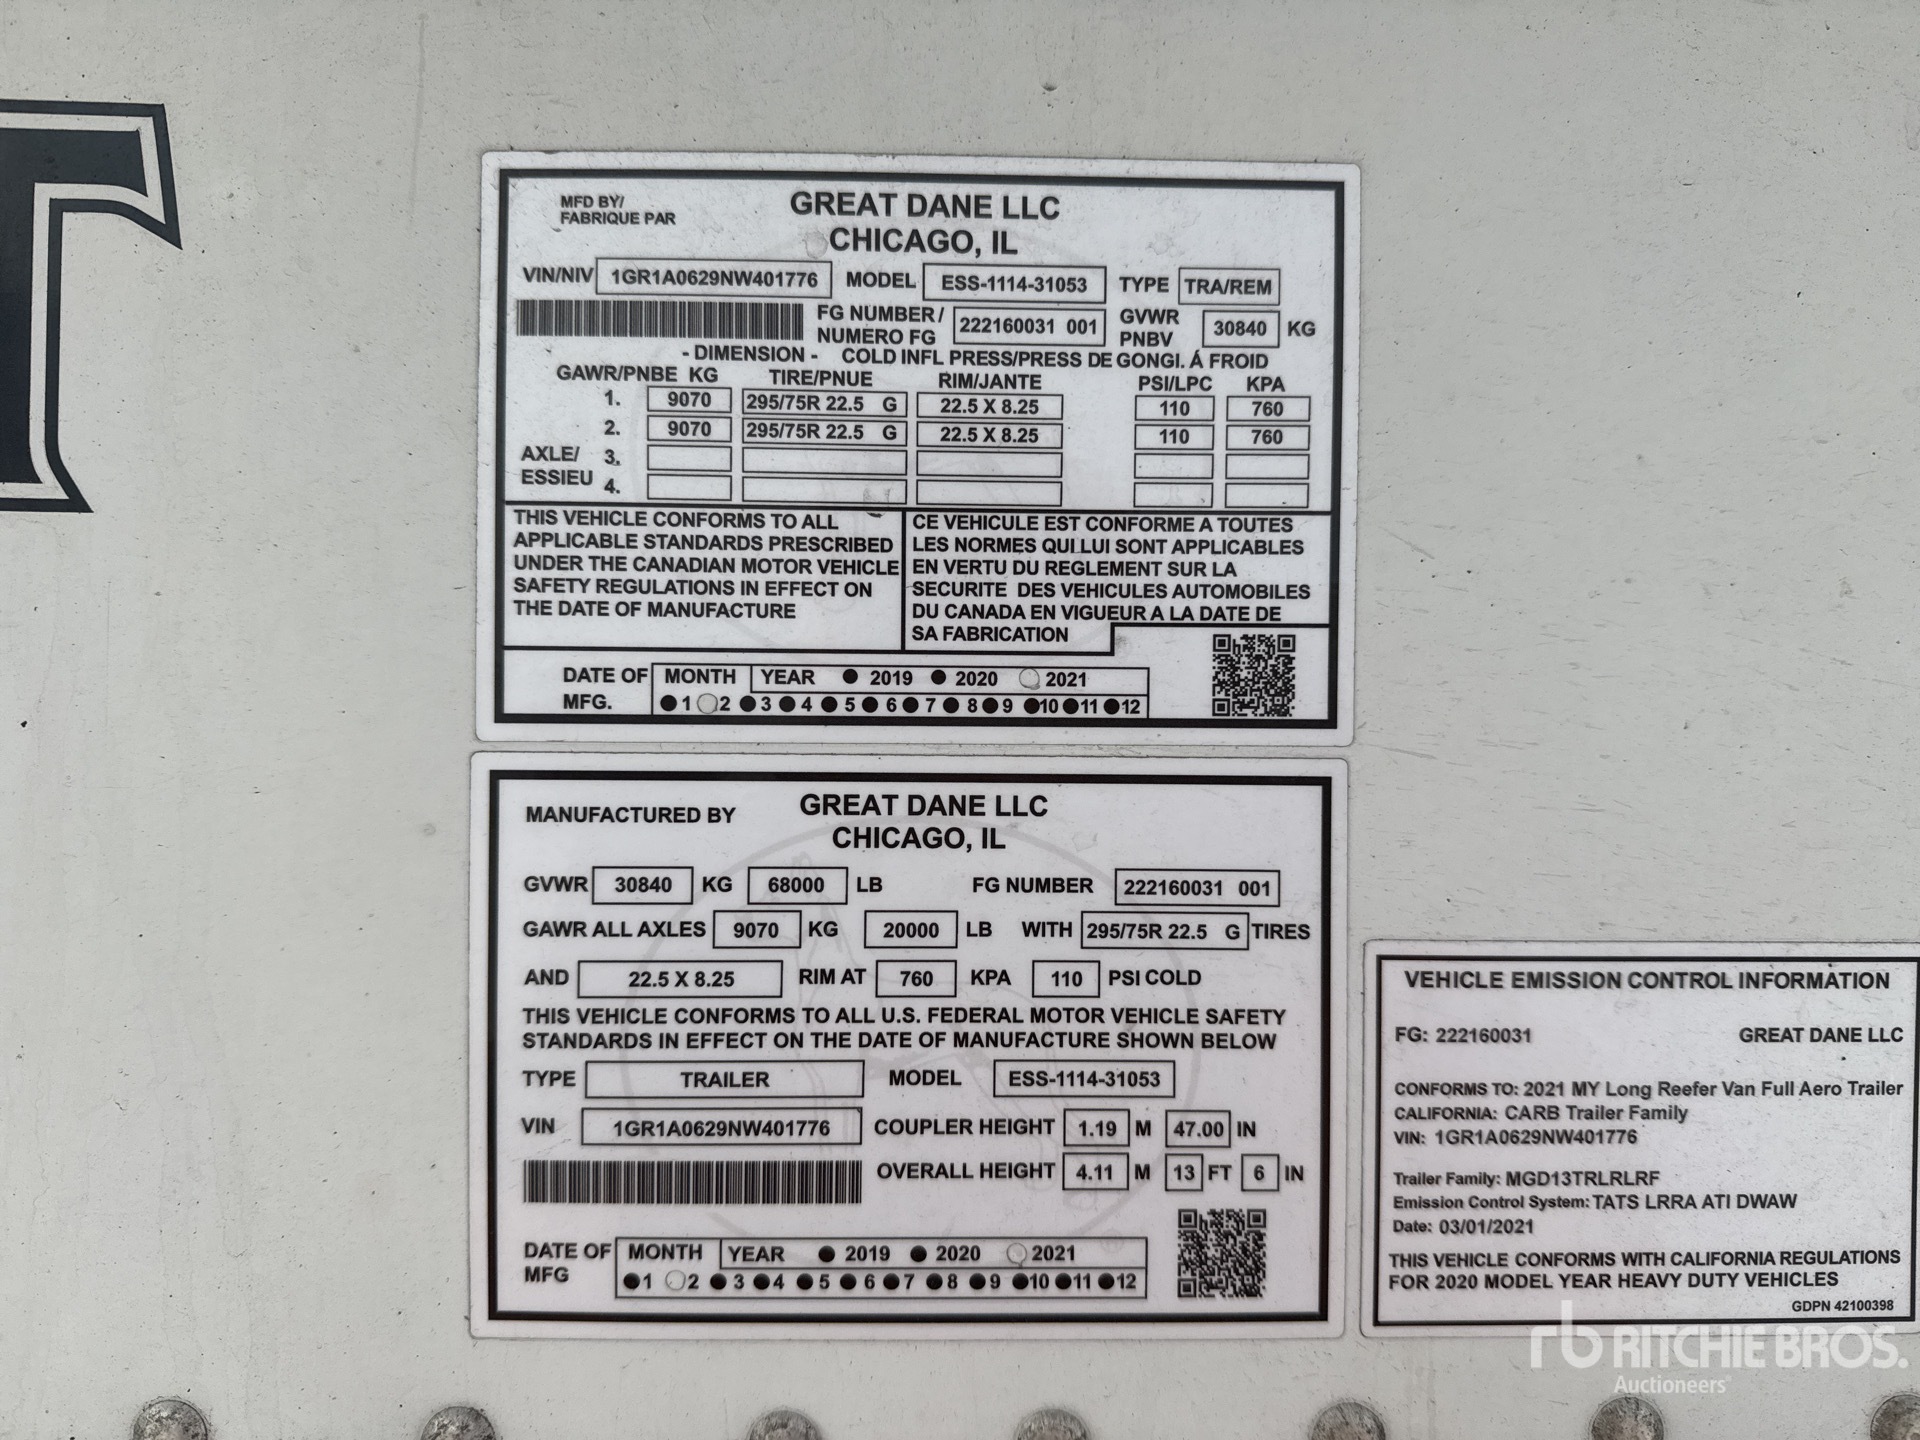 T
MFD BY/
FABRIQUE PAR
GREAT DANE LLC
CHICAGO, IL
VIN/NIV 1GR1A0629NW401776 MODEL ESS-1114-31053 TYPE TRA/REM
FG NUMBER/
NUMERO FG 222160031 001 GVWR
PNBV 30840 KG
- DIMENSION - COLD INFL PRESS/PRESS DE GONGI. Á FROID
GAWR/PNBE KG TIRE/PNUE RIM/JANTE PSI/LPC KPA
1. 9070 295/75R 22.5 G 22.5 X 8.25 110 760
2. 9070 295/75R 22.5 G 22.5 X 8.25 110 760
AXLE/
ESSIEU
3.
4.
THIS VEHICLE CONFORMS TO ALL
APPLICABLE STANDARDS PRESCRIBED
UNDER THE CANADIAN MOTOR VEHICLE
SAFETY REGULATIONS IN EFFECT ON
THE DATE OF MANUFACTURE
CE VEHICULE EST CONFORME A TOUTES
LES NORMES QUI LUI SONT APPLICABLES
EN VERTU DU REGLEMENT SUR LA
SECURITE DES VEHICULES AUTOMOBILES
DU CANADA EN VIGUEUR A LA DATE DE
SA FABRICATION
DATE OF
MFG.
MONTH YEAR 2019 2020 2021
1 2 3 4 5 6 7 8 9 10 11 12
MANUFACTURED BY
GREAT DANE LLC
CHICAGO, IL
GVWR 30840 KG 68000 LB FG NUMBER 222160031 001
GAWR ALL AXLES 9070 KG 20000 LB WITH 295/75R 22.5 G TIRES
AND 22.5 X 8.25 RIM AT 760 KPA 110 PSI COLD
THIS VEHICLE CONFORMS TO ALL U.S. FEDERAL MOTOR VEHICLE SAFETY
STANDARDS IN EFFECT ON THE DATE OF MANUFACTURE SHOWN BELOW
TYPE TRAILER MODEL ESS-1114-31053
VIN 1GR1A0629NW401776 COUPLER HEIGHT 1.19 M 47.00 IN
OVERALL HEIGHT 4.11 M 13 FT 6 IN
DATE OF
MFG
MONTH YEAR 2019 2020 2021
1 2 3 4 5 6 7 8 9 10 11 12
VEHICLE EMISSION CONTROL INFORMATION
FG: 222160031 GREAT DANE LLC
CONFORMS TO: 2021 MY Long Reefer Van Full Aero Trailer
CALIFORNIA: CARB Trailer Family
VIN: 1GR1A0629NW401776
Trailer Family: MGD13TRLRLRF
Emission Control System: TATS LRRA ATI DWAW
Date: 03/01/2021
THIS VEHICLE CONFORMS WITH CALIFORNIA REGULATIONS
FOR 2020 MODEL YEAR HEAVY DUTY VEHICLES
GDPN 42100398
rb RITCHIE BROS.
Auctioneers